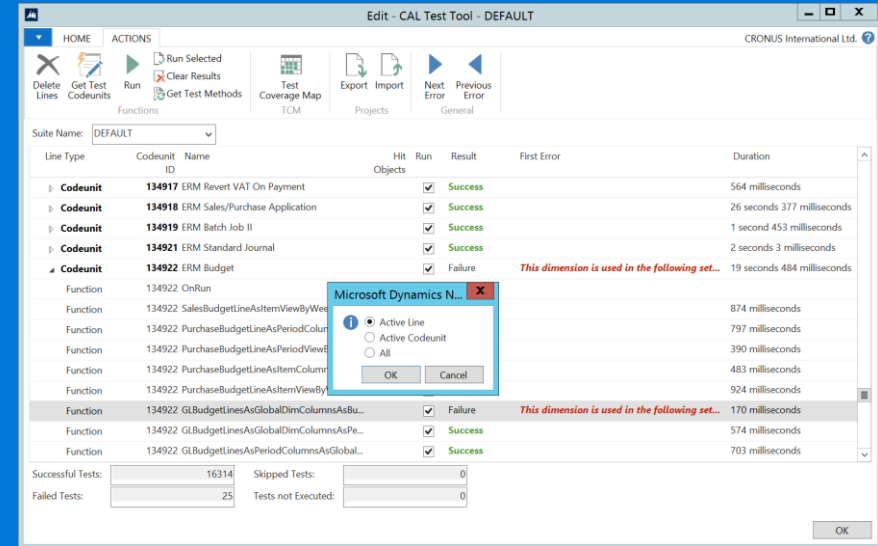 Edit - CAL Test Tool - DEFAULT
HOME ACTIONS CRONUS International Ltd.
Delete Lines
Get Test Codeunits
Run
Run Selected
Clear Results
Get Test Methods
Functions
Test Coverage Map
TCM
Export Import
Projects
Next Error
Previous Error
General
Suite Name: DEFAULT
Line Type Codeunit ID Name Hit Objects Run Result First Error Duration
Codeunit 134917 ERM Revert VAT On Payment Success 564 milliseconds
Codeunit 134918 ERM Sales/Purchase Application Success 26 seconds 377 milliseconds
Codeunit 134919 ERM Batch Job II Success 1 second 453 milliseconds
Codeunit 134921 ERM Standard Journal Success 2 seconds 3 milliseconds
Codeunit 134922 ERM Budget Failure This dimension is used in the following set... 19 seconds 484 milliseconds
Function 134922 OnRun
Function 134922 SalesBudgetLineAsItemViewByWee 874 milliseconds
Function 134922 PurchaseBudgetLineAsPeriodColun 797 milliseconds
Function 134922 PurchaseBudgetLineAsPeriodViewB 390 milliseconds
Function 134922 PurchaseBudgetLineAsItemColumr 483 milliseconds
Function 134922 PurchaseBudgetLineAsItemViewBy 924 milliseconds
Function 134922 GLBudgetLinesAsGlobalDimColumnsAsBu... Failure This dimension is used in the following set... 170 milliseconds
Function 134922 GLBudgetLinesAsGlobalDimColumnsAsPe... Success 574 milliseconds
Function 134922 GLBudgetLinesAsPeriodColumnsAsGlobal... Success 703 milliseconds
Microsoft Dynamics N... X
Active Line
Active Codeunit
All
OK Cancel
Successful Tests: 16314 Skipped Tests: 0
Failed Tests: 25 Tests not Executed: 0
OK